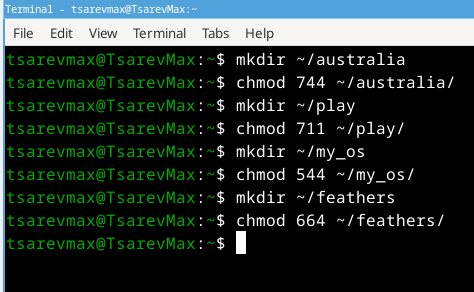 Terminal - tsarevmax@TsarevMax:~
File Edit View Terminal Tabs Help
tsarevmax@TsarevMax:~$ mkdir ~/australia
tsarevmax@TsarevMax:~$ chmod 744 ~/australia/
tsarevmax@TsarevMax:~$ mkdir ~/play
tsarevmax@TsarevMax:~$ chmod 711 ~/play/
tsarevmax@TsarevMax:~$ mkdir ~/my_os
tsarevmax@TsarevMax:~$ chmod 544 ~/my_os/
tsarevmax@TsarevMax:~$ mkdir ~/feathers
tsarevmax@TsarevMax:~$ chmod 664 ~/feathers/
tsarevmax@TsarevMax:~$